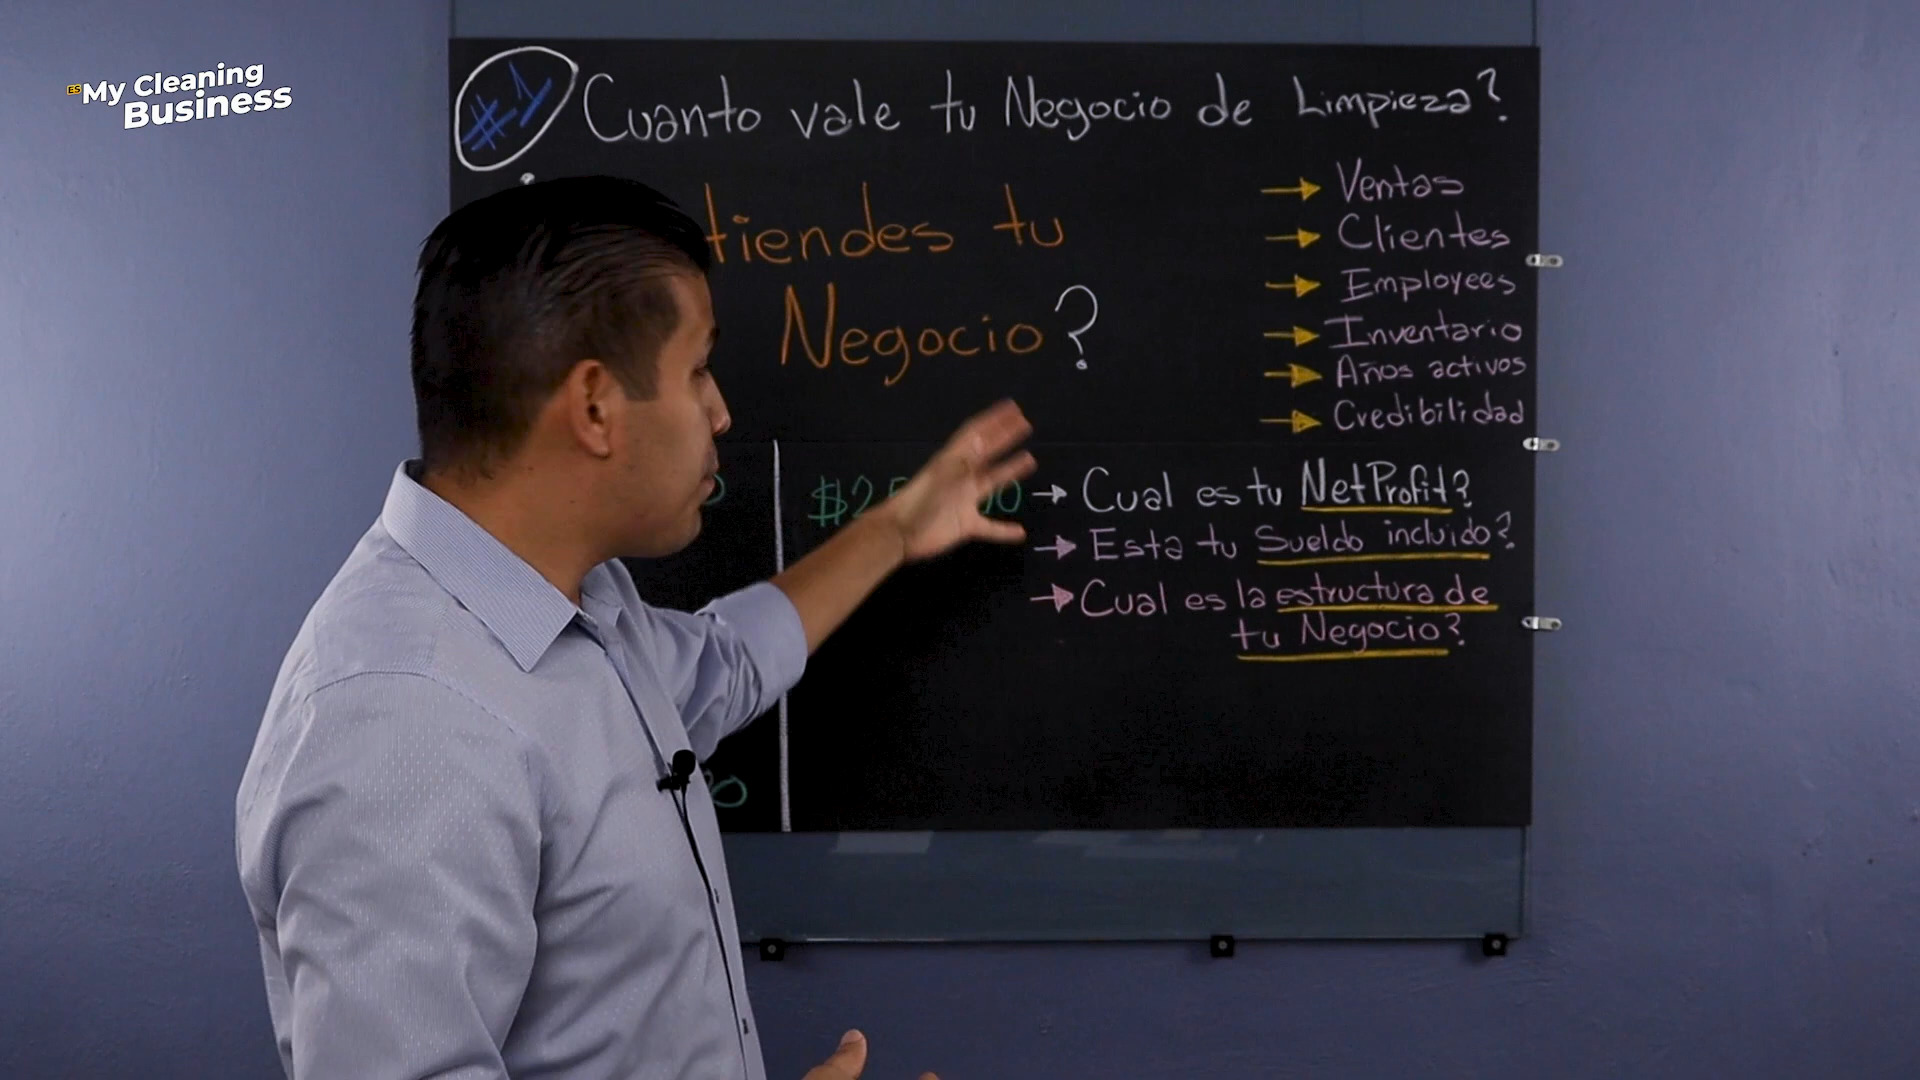 ES My Cleaning
Business
#1 Cuanto vale tu Negocio de Limpieza?
tiendes tu
Negocio?
→ Ventas
→ Clientes
→ Employees
→ Inventario
→ Años activos
→ Credibilidad
→ Cual es tu NetProfit?
→ Esta tu Sueldo incluido?
→ Cual es la estructura de
tu Negocio?